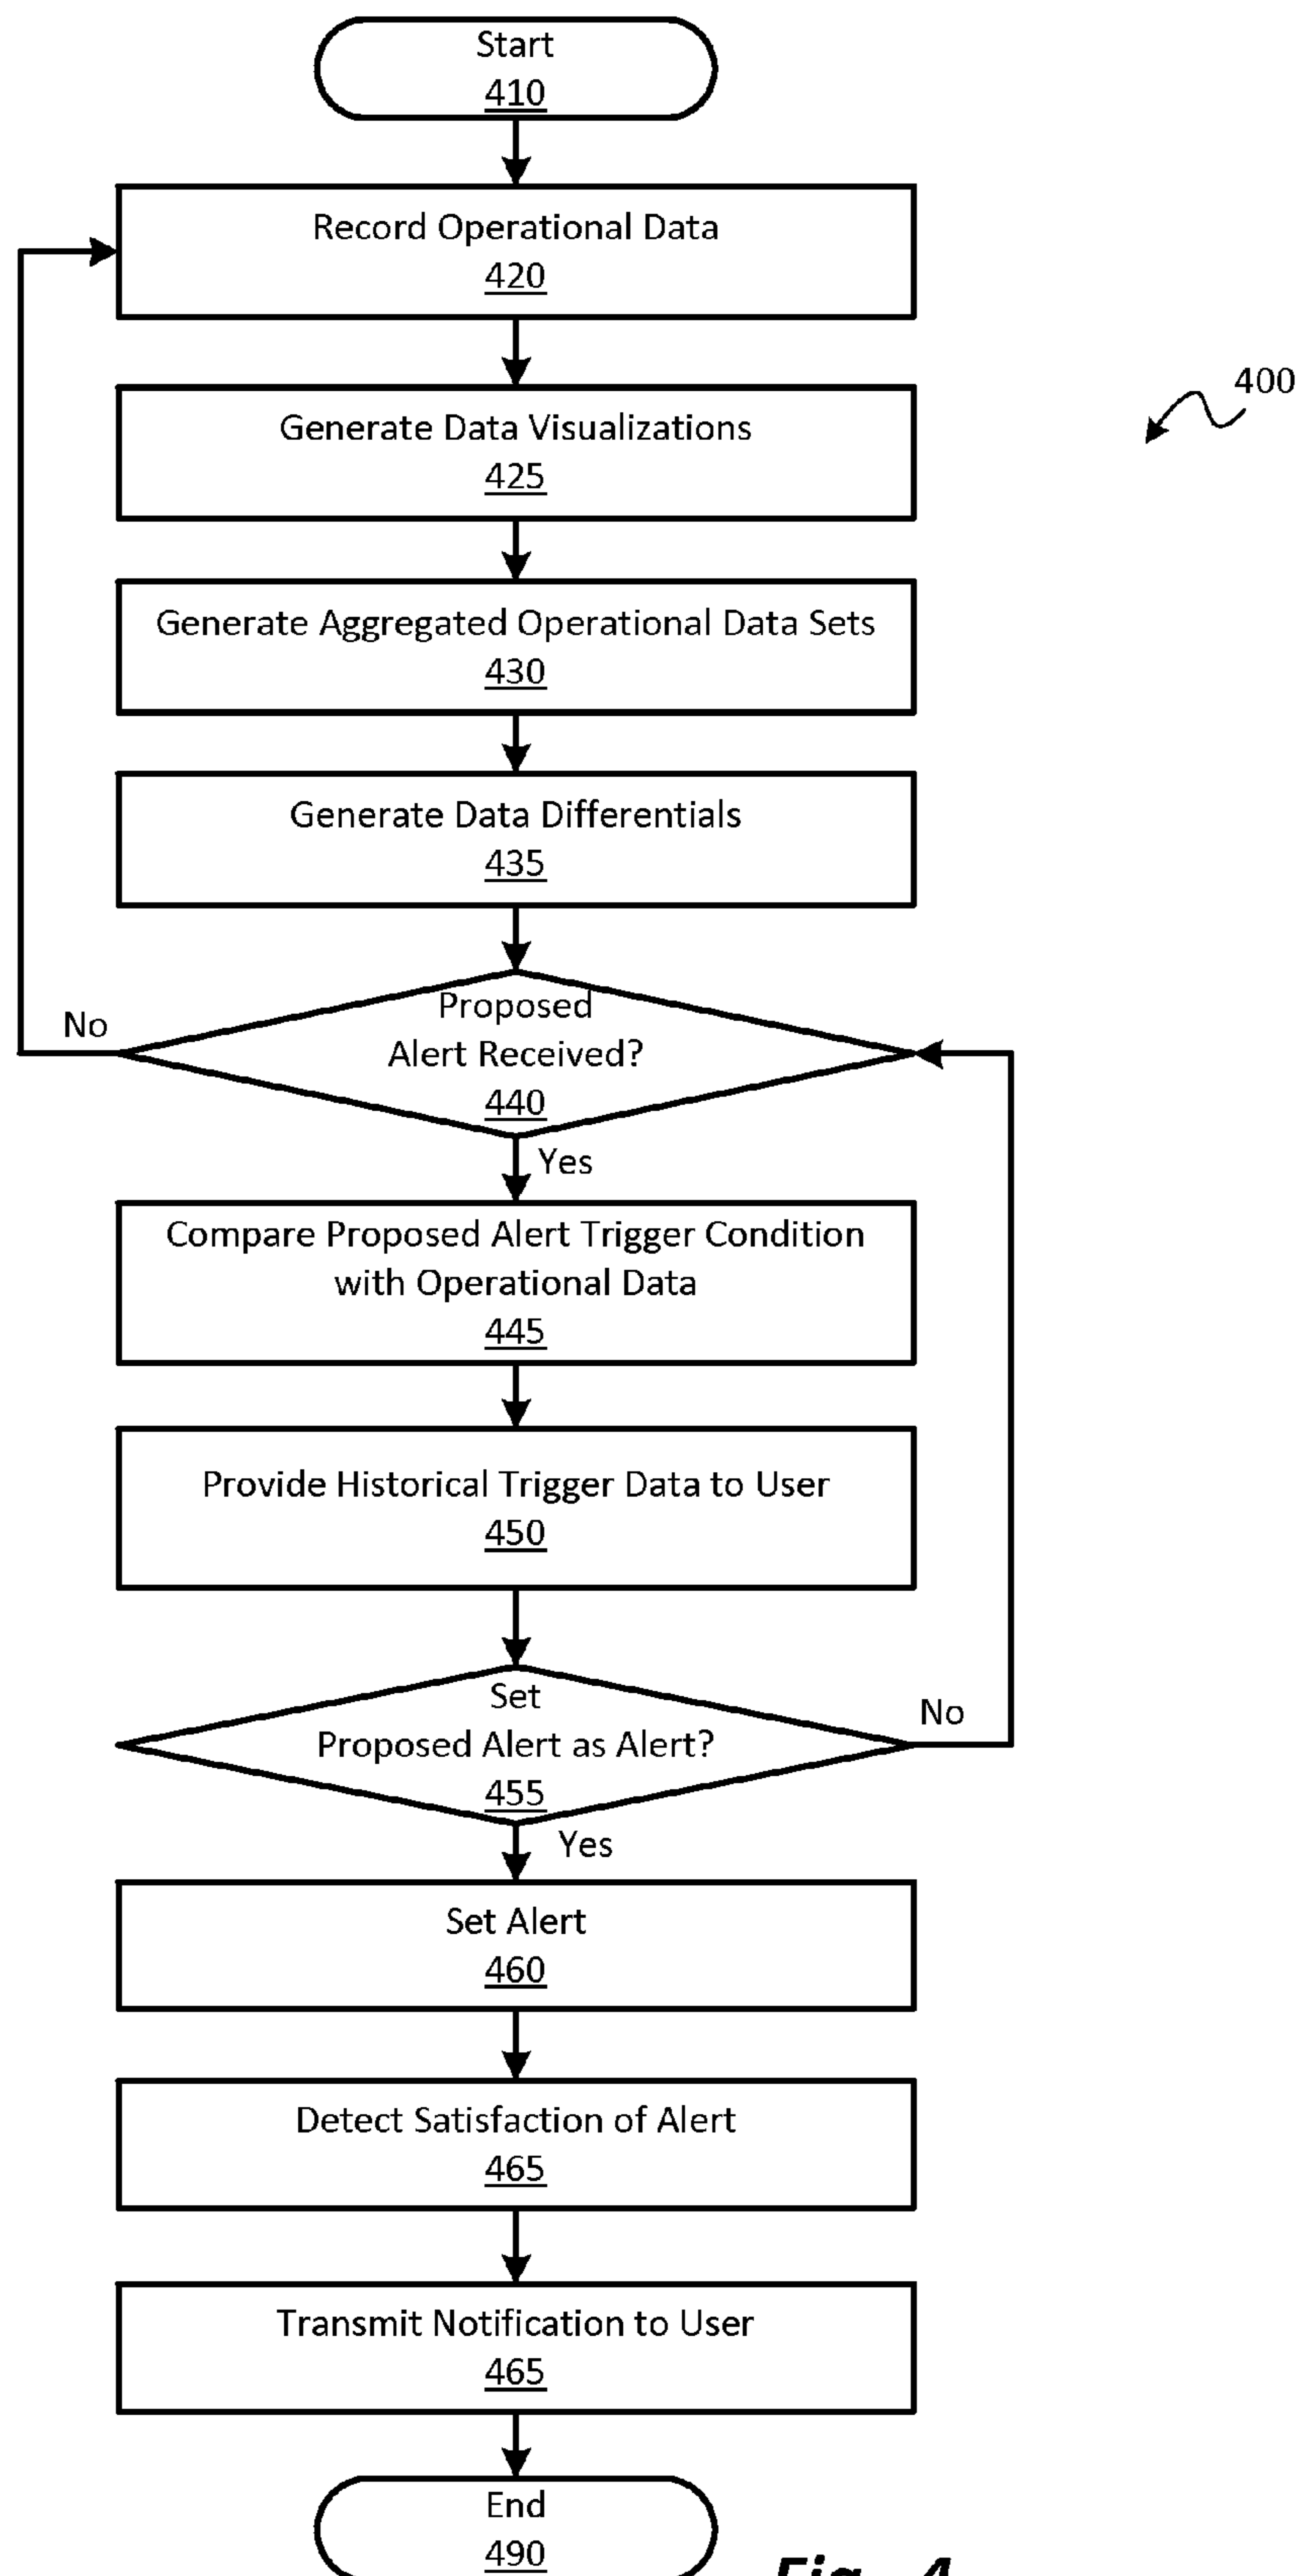 Start
410
Record Operational Data
420
400
Generate Data Visualizations
425
Generate Aggregated Operational Data Sets
430
Generate Data Differentials
435
No
Proposed
Alert Received?
440
Yes
Compare Proposed Alert Trigger Condition
with Operational Data
445
Provide Historical Trigger Data to User
450
Set
No
Proposed Alert as Alert?
455
Yes
Set Alert
460
Detect Satisfaction of Alert
465
Transmit Notification to User
465
End
490
Fig. 4